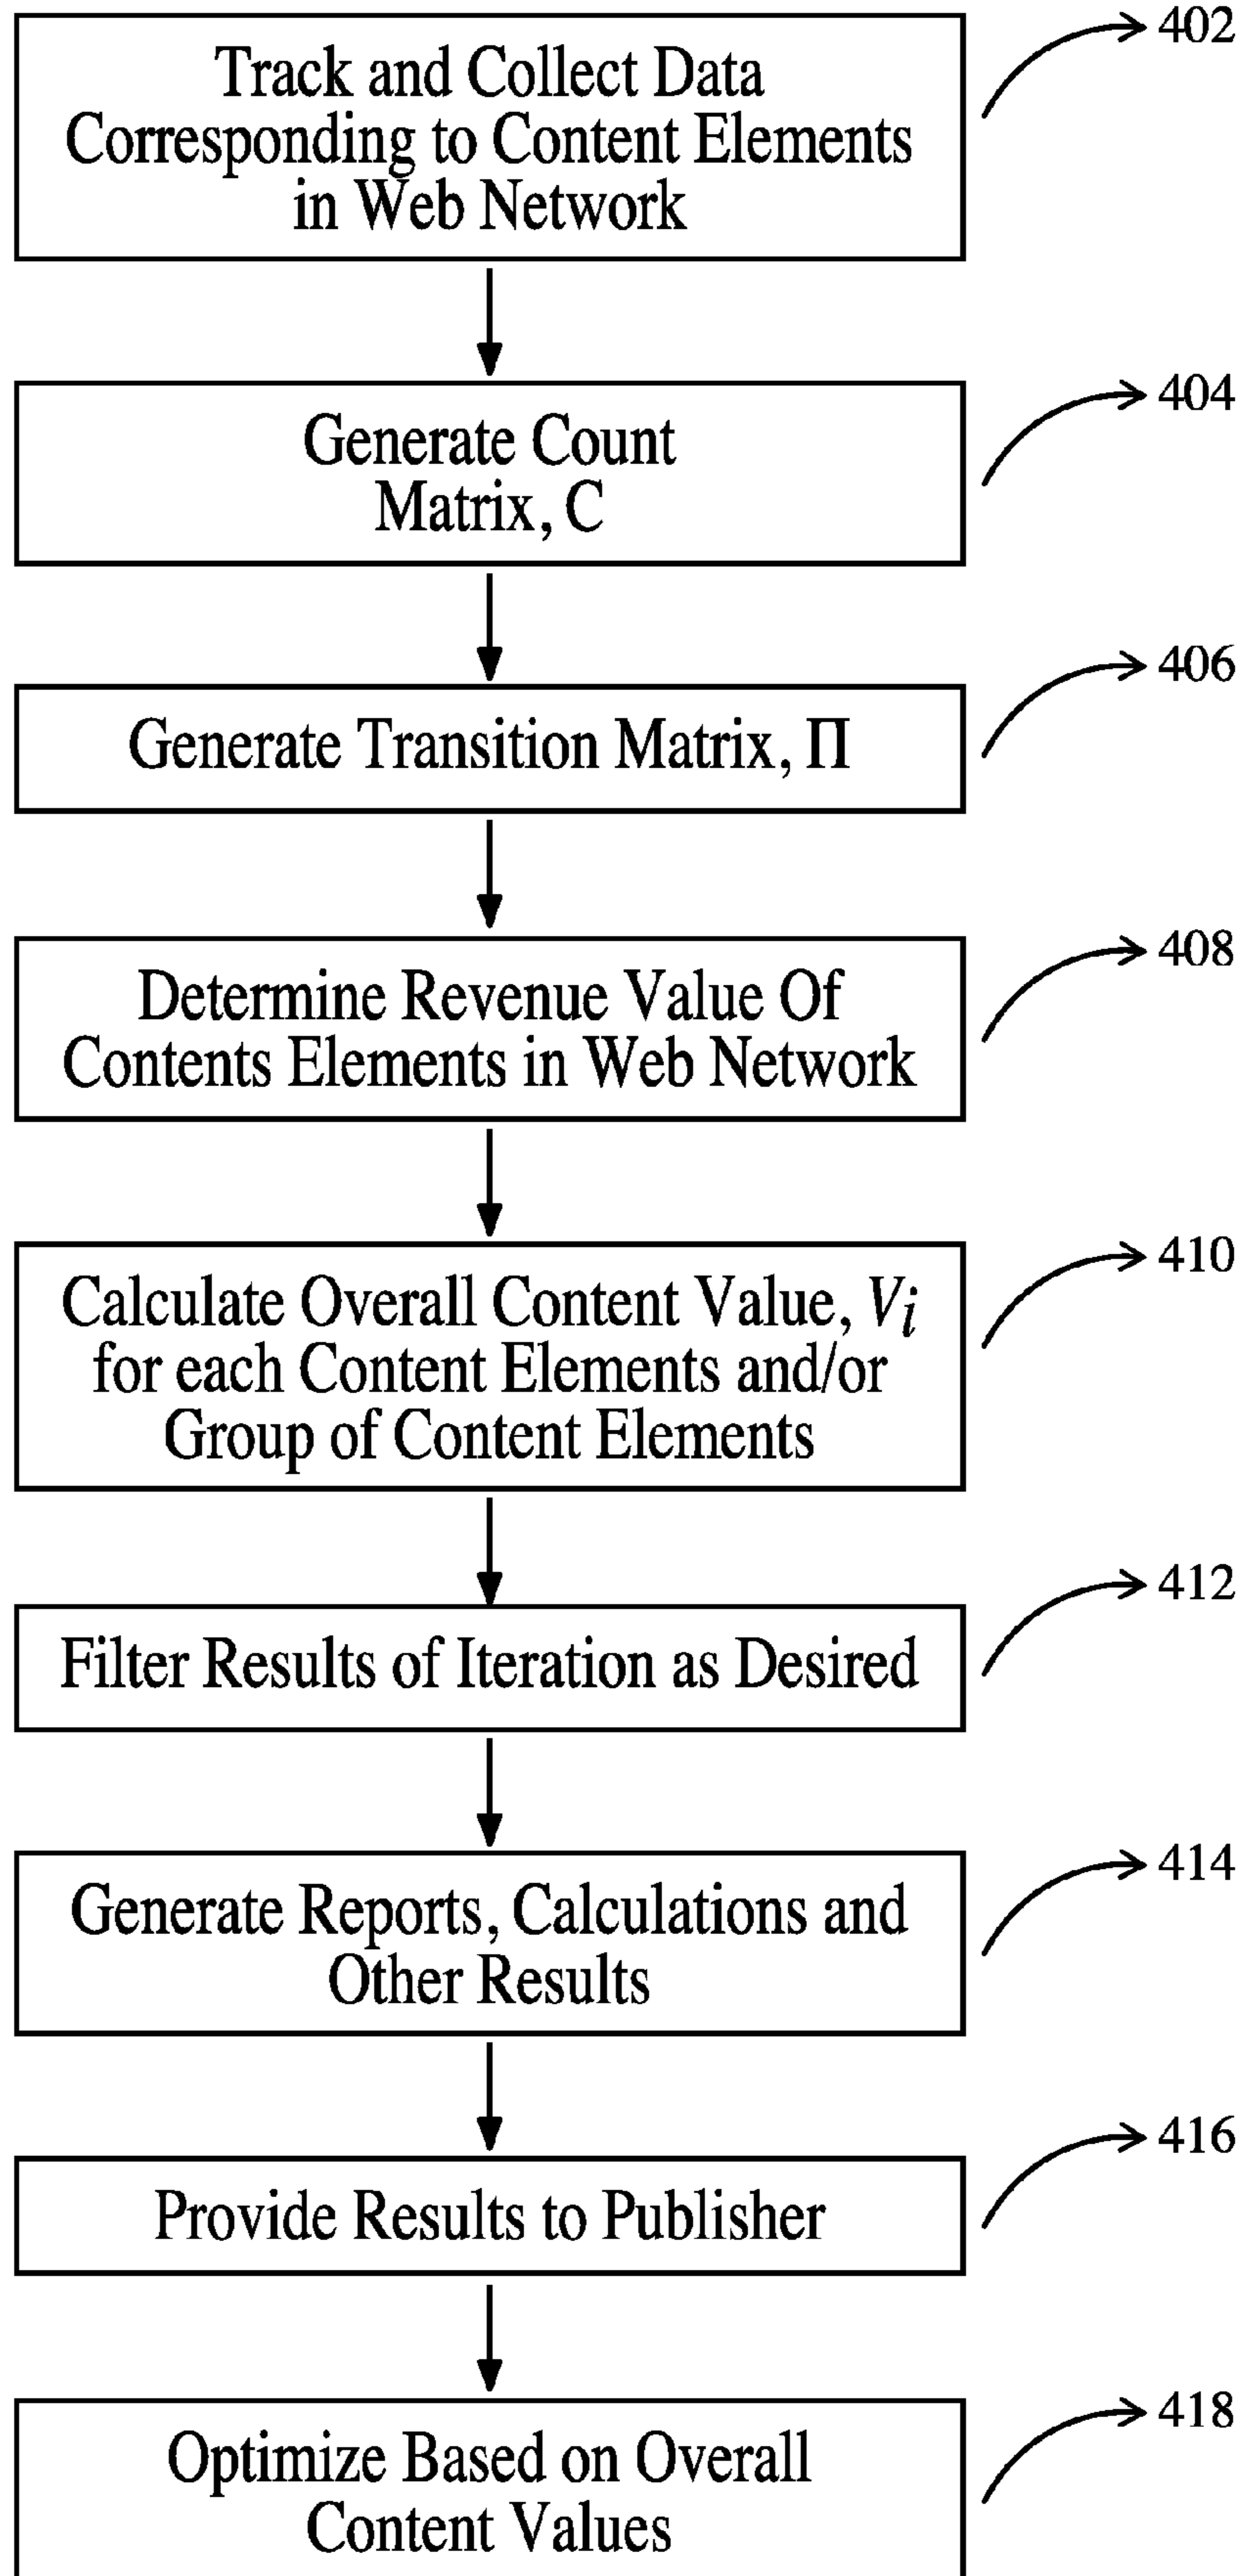 402
Track and Collect Data
Corresponding to Content Elements
in Web Network
404
Generate Count
Matrix, C
406
Generate Transition Matrix, Π
408
Determine Revenue Value Of
Contents Elements in Web Network
410
Calculate Overall Content Value, Vi
for each Content Elements and/or
Group of Content Elements
412
Filter Results of Iteration as Desired
414
Generate Reports, Calculations and
Other Results
416
Provide Results to Publisher
418
Optimize Based on Overall
Content Values